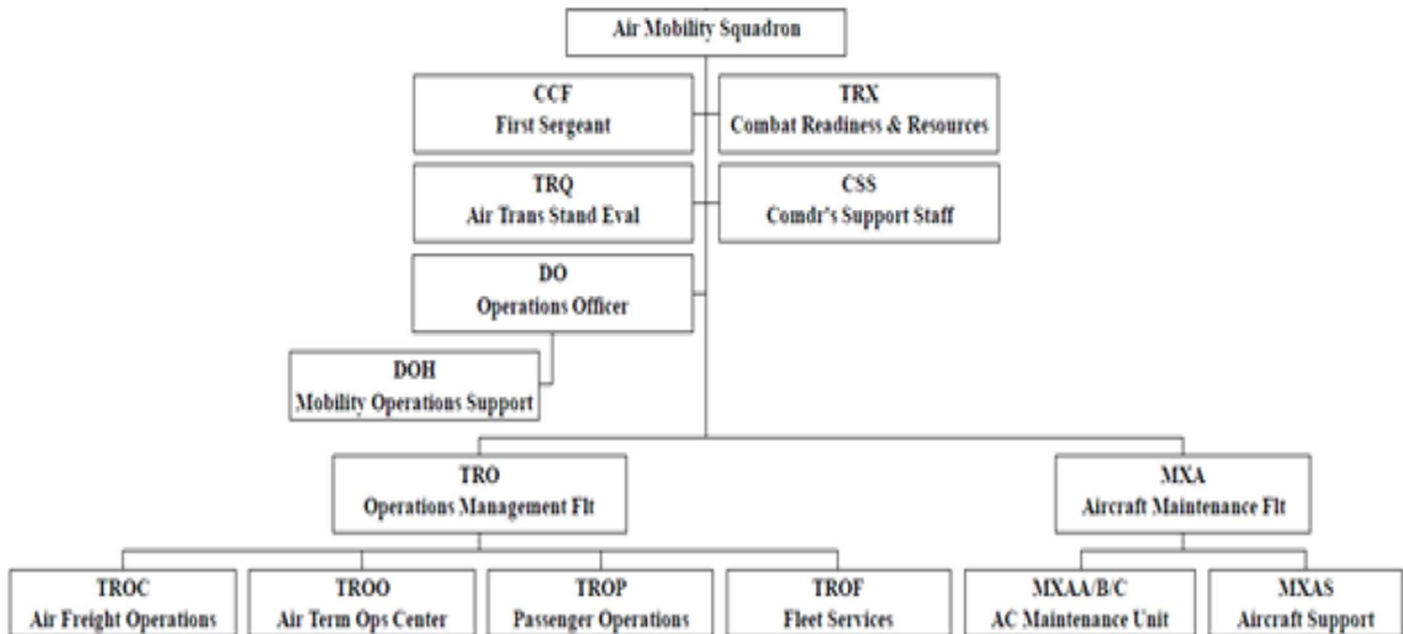 Air Mobility Squadron
CCF
First Sergeant
TRX
Combat Readiness & Resources
TRQ
Air Trans Stand Eval
CSS
Comdr's Support Staff
DO
Operations Officer
DOH
Mobility Operations Support
TRO
Operations Management Flt
MXA
Aircraft Maintenance Flt
TROC
Air Freight Operations
TROO
Air Term Ops Center
TROP
Passenger Operations
TROF
Fleet Services
MXAA/B/C
AC Maintenance Unit
MXAS
Aircraft Support